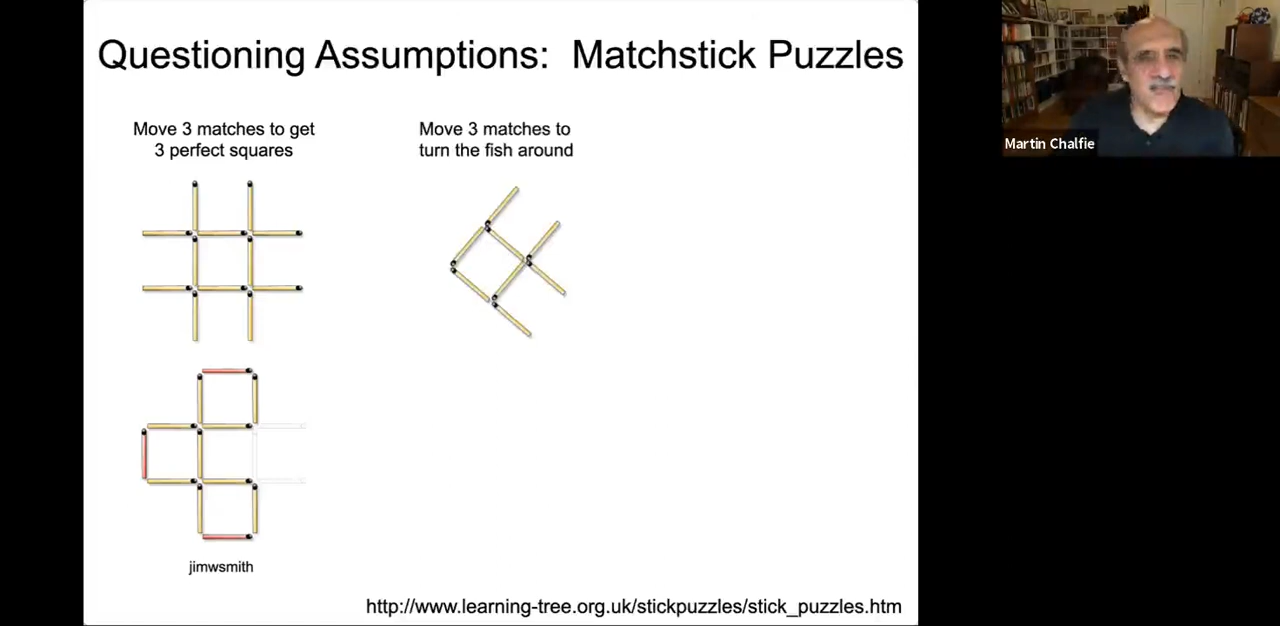 Questioning Assumptions: Matchstick Puzzles
Move 3 matches to get
3 perfect squares
Move 3 matches to
turn the fish around
jimwsmith
http://www.learning-tree.org.uk/stickpuzzles/stick_puzzles.htm
Martin Chalfie